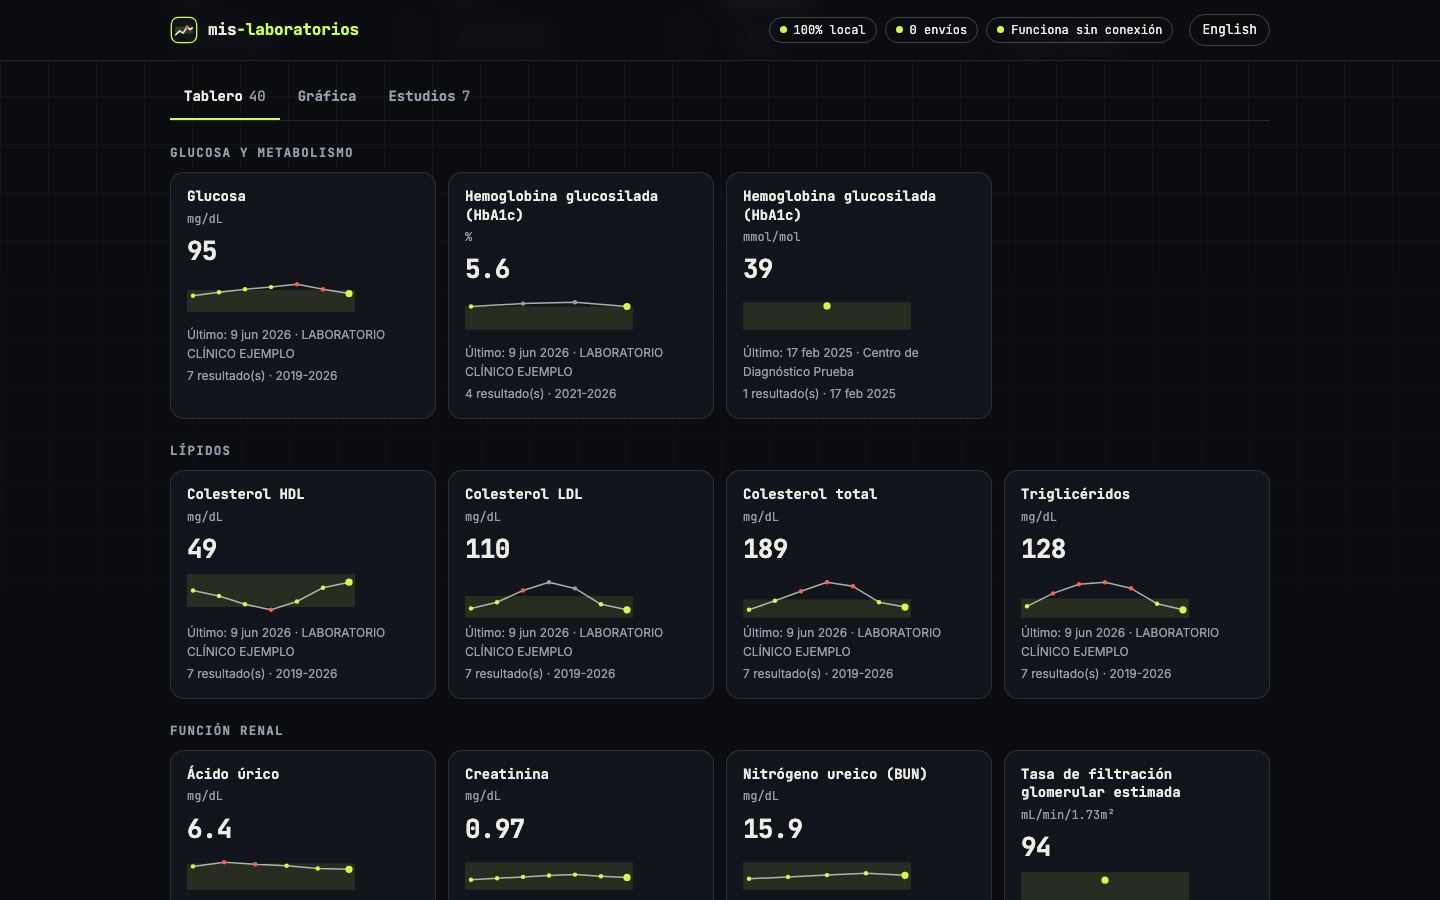 mis-laboratorios
100% local
0 envíos
Funciona sin conexión
English
Tablero 40
Gráfica
Estudios 7
GLUCOSA Y METABOLISMO
Glucosa
mg/dL
95
Último: 9 jun 2026 · LABORATORIO
CLÍNICO EJEMPLO
7 resultado(s) · 2019-2026
Hemoglobina glucosilada
(HbA1c)
%
5.6
Último: 9 jun 2026 · LABORATORIO
CLÍNICO EJEMPLO
4 resultado(s) · 2021-2026
Hemoglobina glucosilada
(HbA1c)
mmol/mol
39
Último: 17 feb 2025 · Centro de
Diagnóstico Prueba
1 resultado(s) · 17 feb 2025
LÍPIDOS
Colesterol HDL
mg/dL
49
Último: 9 jun 2026 · LABORATORIO
CLÍNICO EJEMPLO
7 resultado(s) · 2019-2026
Colesterol LDL
mg/dL
110
Último: 9 jun 2026 · LABORATORIO
CLÍNICO EJEMPLO
7 resultado(s) · 2019-2026
Colesterol total
mg/dL
189
Último: 9 jun 2026 · LABORATORIO
CLÍNICO EJEMPLO
7 resultado(s) · 2019-2026
Triglicéridos
mg/dL
128
Último: 9 jun 2026 · LABORATORIO
CLÍNICO EJEMPLO
7 resultado(s) · 2019-2026
FUNCIÓN RENAL
Ácido úrico
mg/dL
6.4
Creatinina
mg/dL
0.97
Nitrógeno ureico (BUN)
mg/dL
15.9
Tasa de filtración
glomerular estimada
mL/min/1.73m²
94